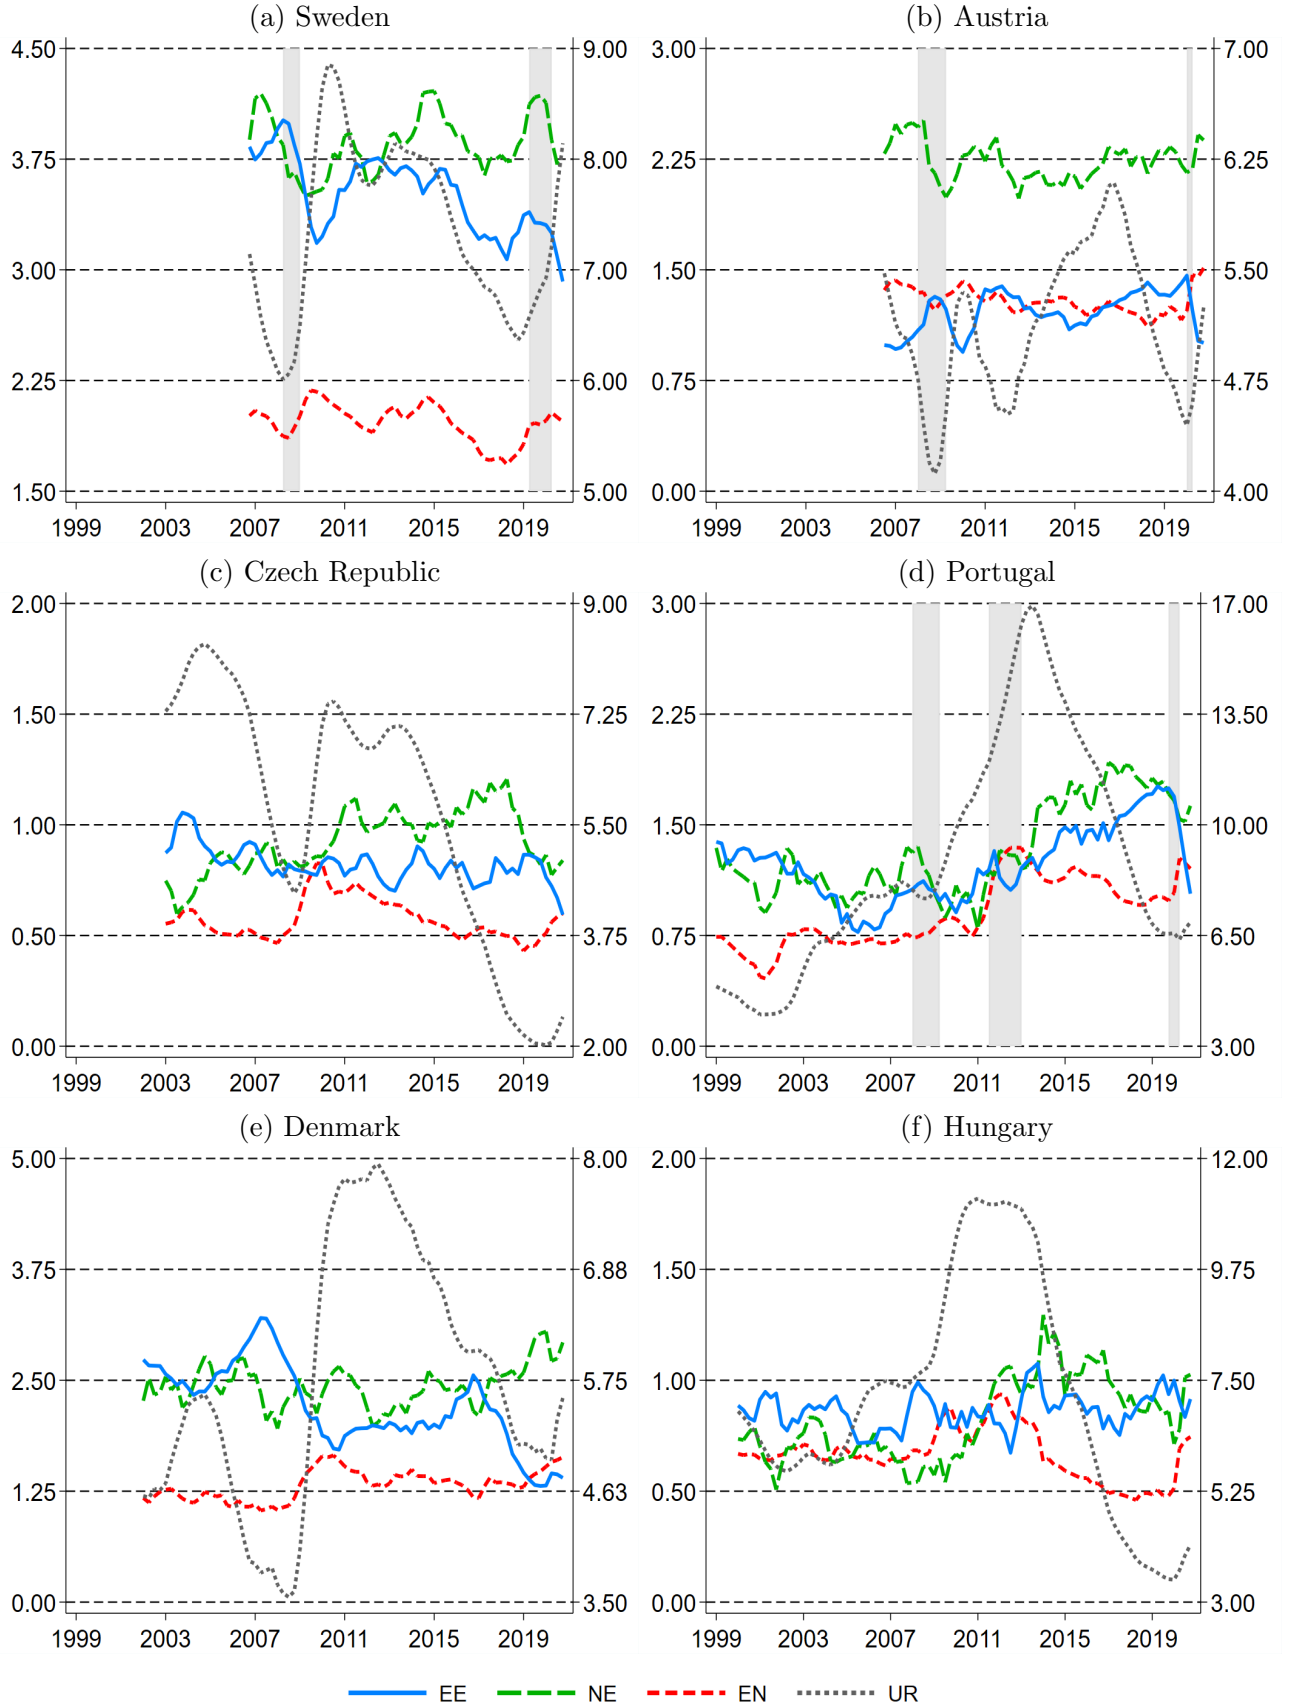 (a) Sweden
(b) Austria
4.50 9.00 3.00 7.00
3.75 8.00 2.25 6.25
3.00 7.00 1.50 5.50
2.25 6.00 0.75 4.75
1.50 5.00 0.00 4.00
1999 2003 2007 2011 2015 2019 1999 2003 2007 2011 2015 2019
(c) Czech Republic
(d) Portugal
2.00 9.00 3.00 17.00
1.50 7.25 2.25 13.50
1.00 5.50 1.50 10.00
0.50 3.75 0.75 6.50
0.00 2.00 0.00 3.00
1999 2003 2007 2011 2015 2019 1999 2003 2007 2011 2015 2019
(e) Denmark
(f) Hungary
5.00 8.00 2.00 12.00
3.75 6.88 1.50 9.75
2.50 5.75 1.00 7.50
1.25 4.63 0.50 5.25
0.00 3.50 0.00 3.00
1999 2003 2007 2011 2015 2019 1999 2003 2007 2011 2015 2019
EE NE EN UR